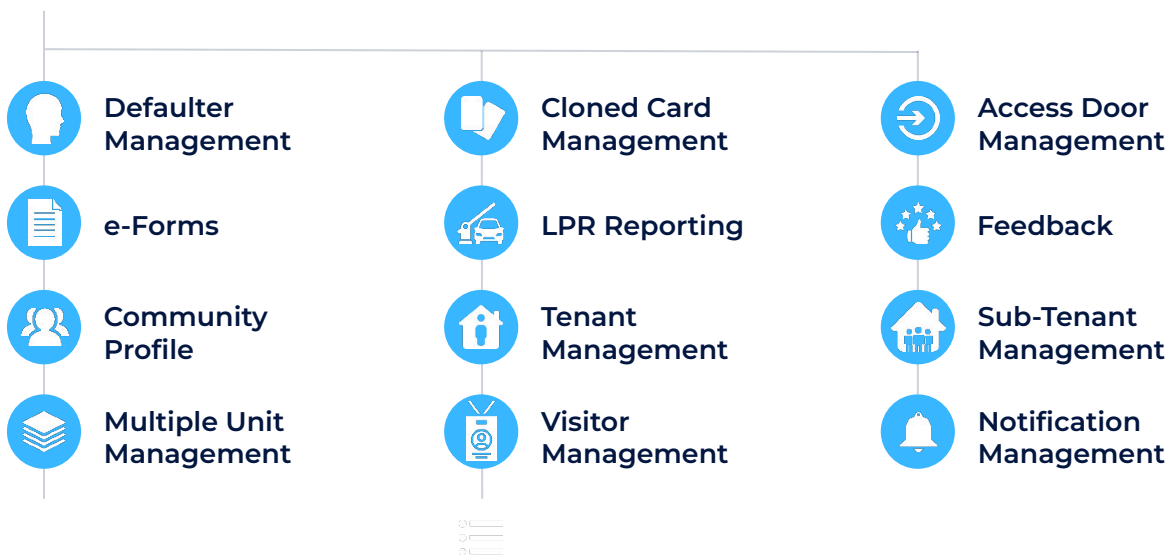 Defaulter
Management
Cloned Card
Management
Access Door
Management
e-Forms
LPR Reporting
Feedback
Community
Profile
Tenant
Management
Sub-Tenant
Management
Multiple Unit
Management
Visitor
Management
Notification
Management